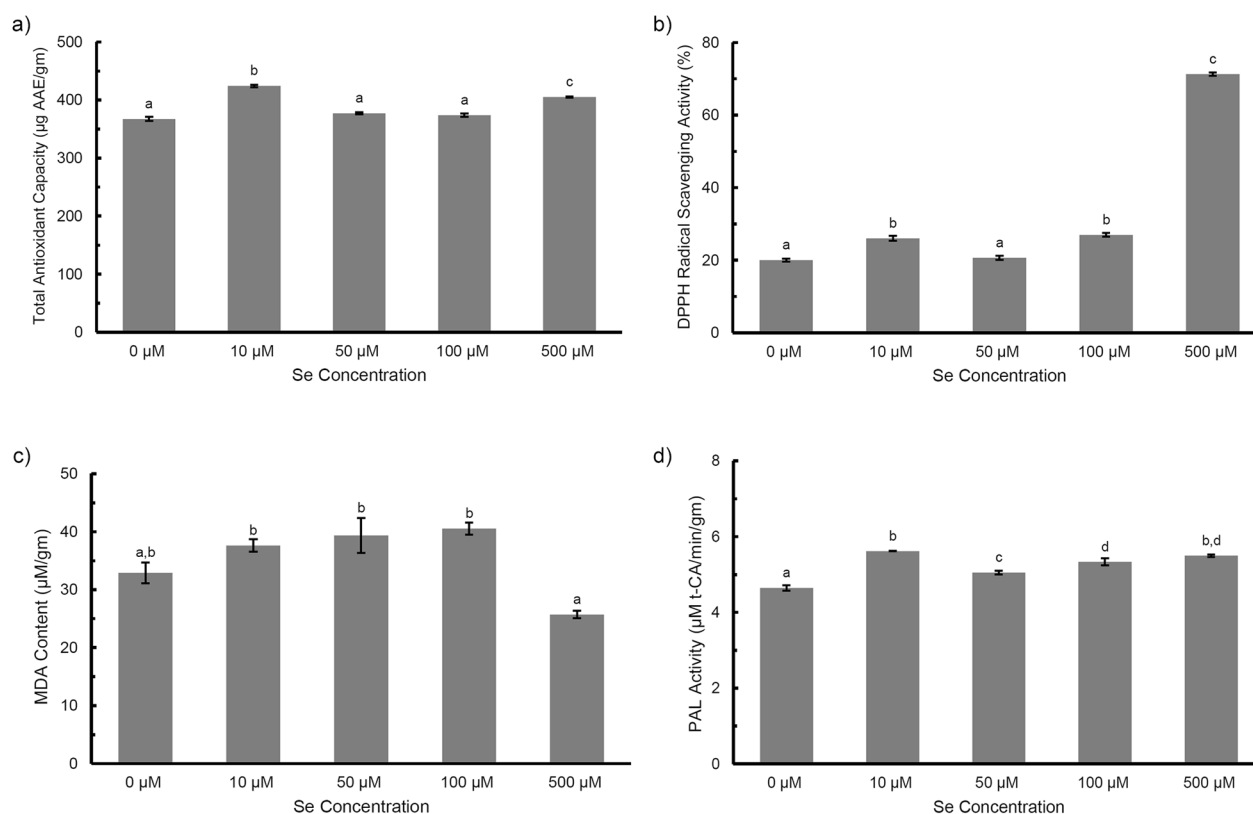 a)
Total Antioxidant Capacity (µg AAE/gm)
500
400
300
200
100
0
a
b
a
a
c
0 µM
10 µM
50 µM
100 µM
500 µM
Se Concentration
b)
DPPH Radical Scavenging Activity (%)
80
60
40
20
0
a
b
a
b
c
0 µM
10 µM
50 µM
100 µM
500 µM
Se Concentration
c)
MDA Content (µM/gm)
50
40
30
20
10
0
a,b
b
b
b
a
0 µM
10 µM
50 µM
100 µM
500 µM
Se Concentration
d)
PAL Activity (µM t-CA/min/gm)
8
6
4
2
0
a
b
c
d
b,d
0 µM
10 µM
50 µM
100 µM
500 µM
Se Concentration